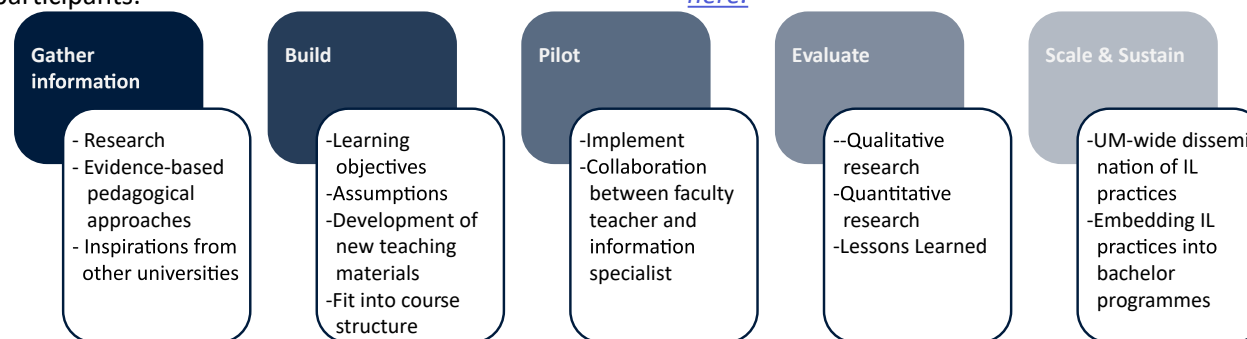 participants.
here.
Gather
information
- Research
- Evidence-based
pedagogical
approaches
- Inspirations from
other universities
Build
-Learning
objectives
-Assumptions
-Development of
new teaching
materials
-Fit into course
structure
Pilot
-Implement
-Collaboration
between faculty
teacher and
information
specialist
Evaluate
--Qualitative
research
-Quantitative
research
-Lessons Learned
Scale & Sustain
-UM-wide dissemi
nation of IL
practices
-Embedding IL
practices into
bachelor
programmes